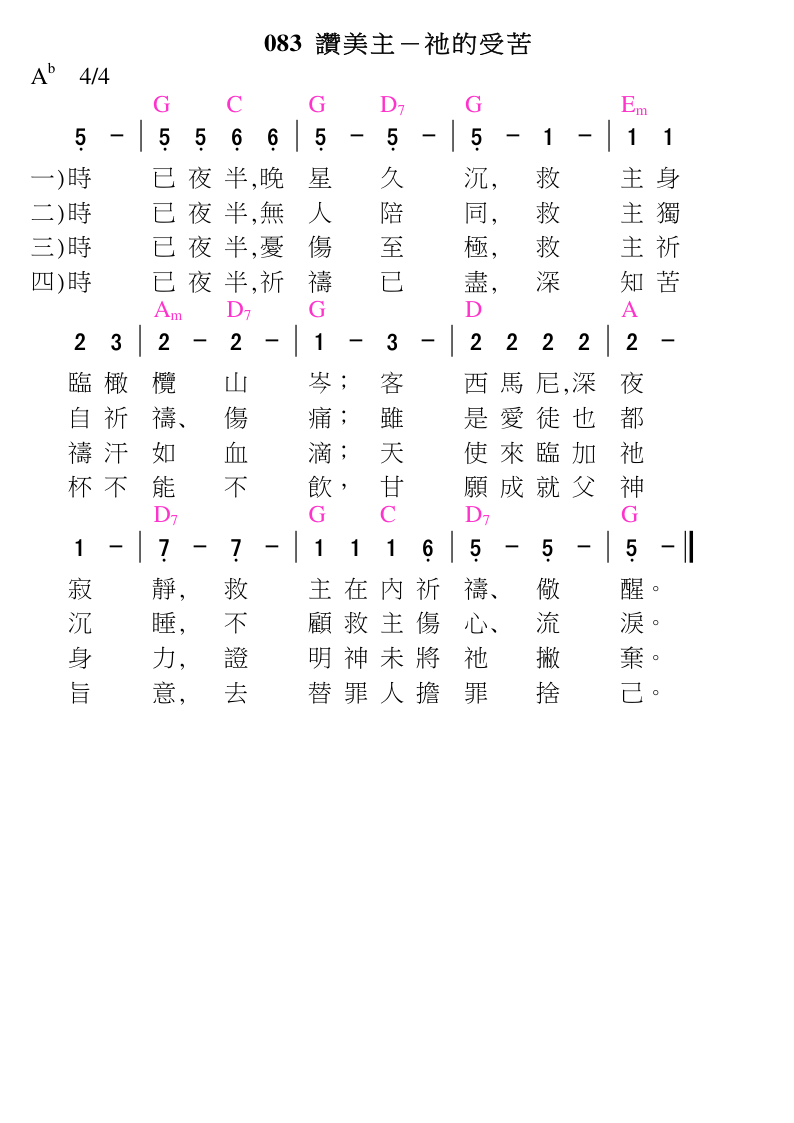 083 讚美主－祂的受苦
A♭ 4/4
G C G D7 G Em
5̣ － | 5̣ 5̣ 6̣ 6̣ | 5̣ － 5̣ － | 5̣ － 1 － | 1 1
一)時 已夜半,晚 星 久 沉, 救 主身
二)時 已夜半,無 人 陪 同, 救 主獨
三)時 已夜半,憂 傷 至 極, 救 主祈
四)時 已夜半,祈 禱 已 盡, 深 知苦
Am D7 G D A
2 3 | 2 － 2 － | 1 － 3 － | 2 2 2 2 | 2 －
臨橄 欖 山 岑； 客 西馬尼,深 夜
自祈 禱、 傷 痛； 雖 是愛徒也 都
禱汗 如 血 滴； 天 使來臨加 祂
杯不 能 不 飲， 甘 願成就父 神
D7 G C D7 G
1 － | 7̣ － 7̣ － | 1 1 1 6̣ | 5̣ － 5̣ － | 5̣ － ‖
寂 靜, 救 主在內祈 禱、 儆 醒。
沉 睡, 不 顧救主傷 心、 流 淚。
身 力, 證 明神未將 祂 撇 棄。
旨 意, 去 替罪人擔 罪 捨 己。